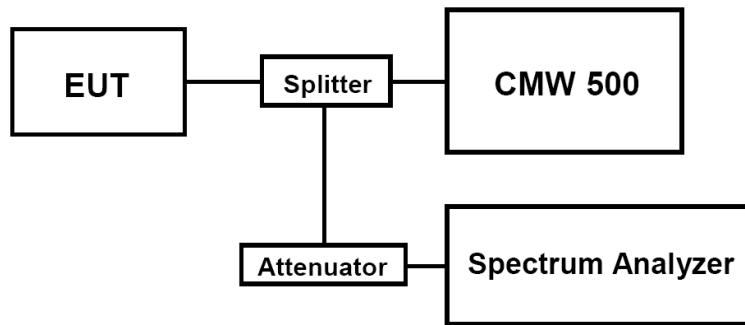 EUT
Splitter
CMW 500
Attenuator
Spectrum Analyzer